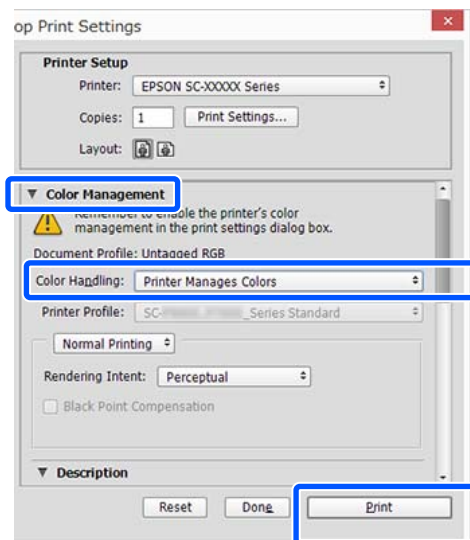 op Print Settings
Printer Setup
Printer: EPSON SC-XXXXX Series
Copies: 1 Print Settings...
Layout:
Color Management
Remember to enable the printer's color
management in the print settings dialog box.
Document Profile: Untagged RGB
Color Handling: Printer Manages Colors
Printer Profile: SC- _Series Standard
Normal Printing
Rendering Intent: Perceptual
Black Point Compensation
Description
Reset Done Print